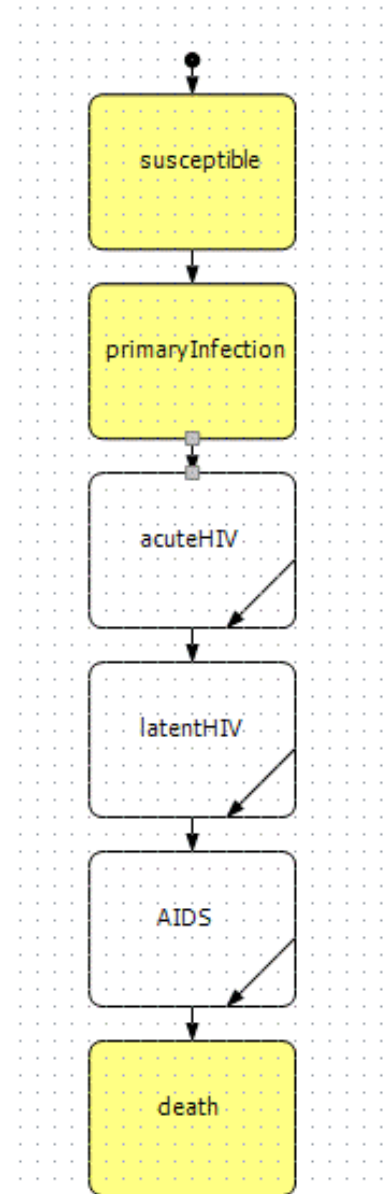 susceptible
primaryInfection
acuteHIV
latentHIV
AIDS
death